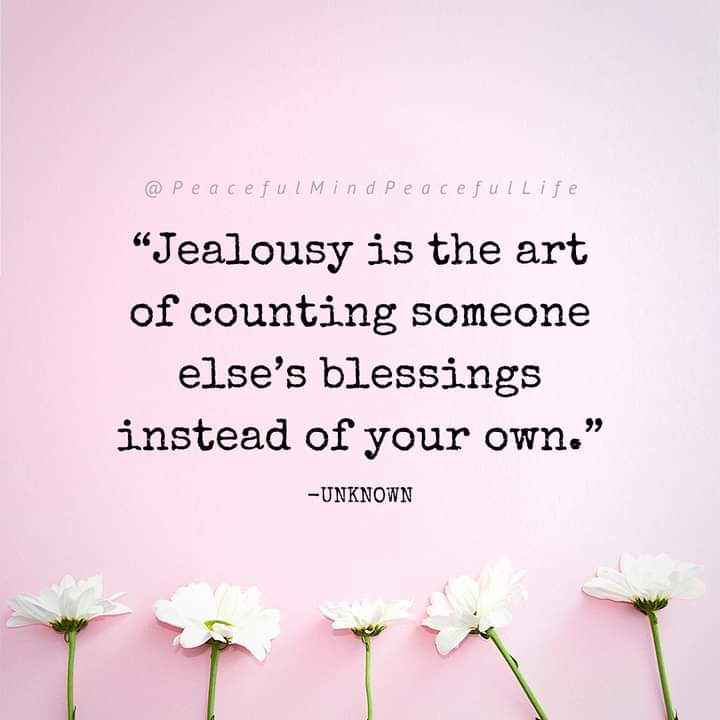 @PeacefulMindPeacefulLife
“Jealousy is the art
of counting someone
else’s blessings
instead of your own.”
–UNKNOWN